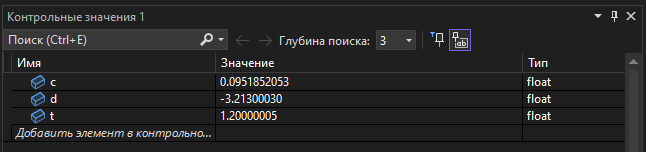 Контрольные значения 1
Поиск (Ctrl+E) Глубина поиска: 3
Имя Значение Тип
c 0.0951852053 float
d -3.21300030 float
t 1.20000005 float
Добавить элемент в контрольно...